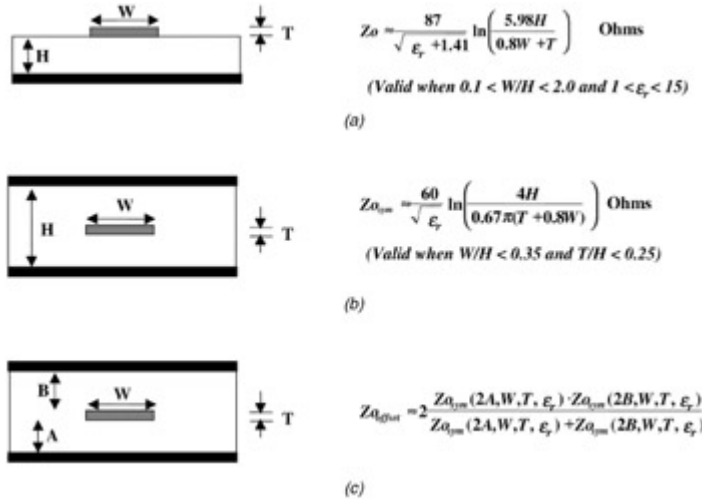 W
T
H
Zo ≈ 87 / √(εr + 1.41) ln(5.98H / (0.8W + T)) Ohms
(Valid when 0.1 < W/H < 2.0 and 1 < εr < 15)
(a)
W
H
T
Zosym ≈ 60 / √εr ln(4H / (0.67π(T + 0.8W))) Ohms
(Valid when W/H < 0.35 and T/H < 0.25)
(b)
B
W
A
T
Zooffset ≈ 2 Zosym(2A,W,T, εr) · Zosym(2B,W,T, εr) / Zosym(2A,W,T, εr) + Zosym(2B,W,T, εr)
(c)